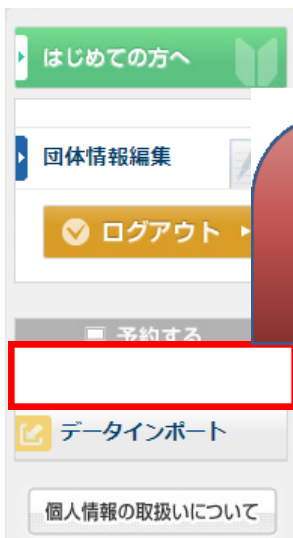 はじめての方へ
団体情報編集
ログアウト
予約する
データインポート
個人情報の取扱いについて